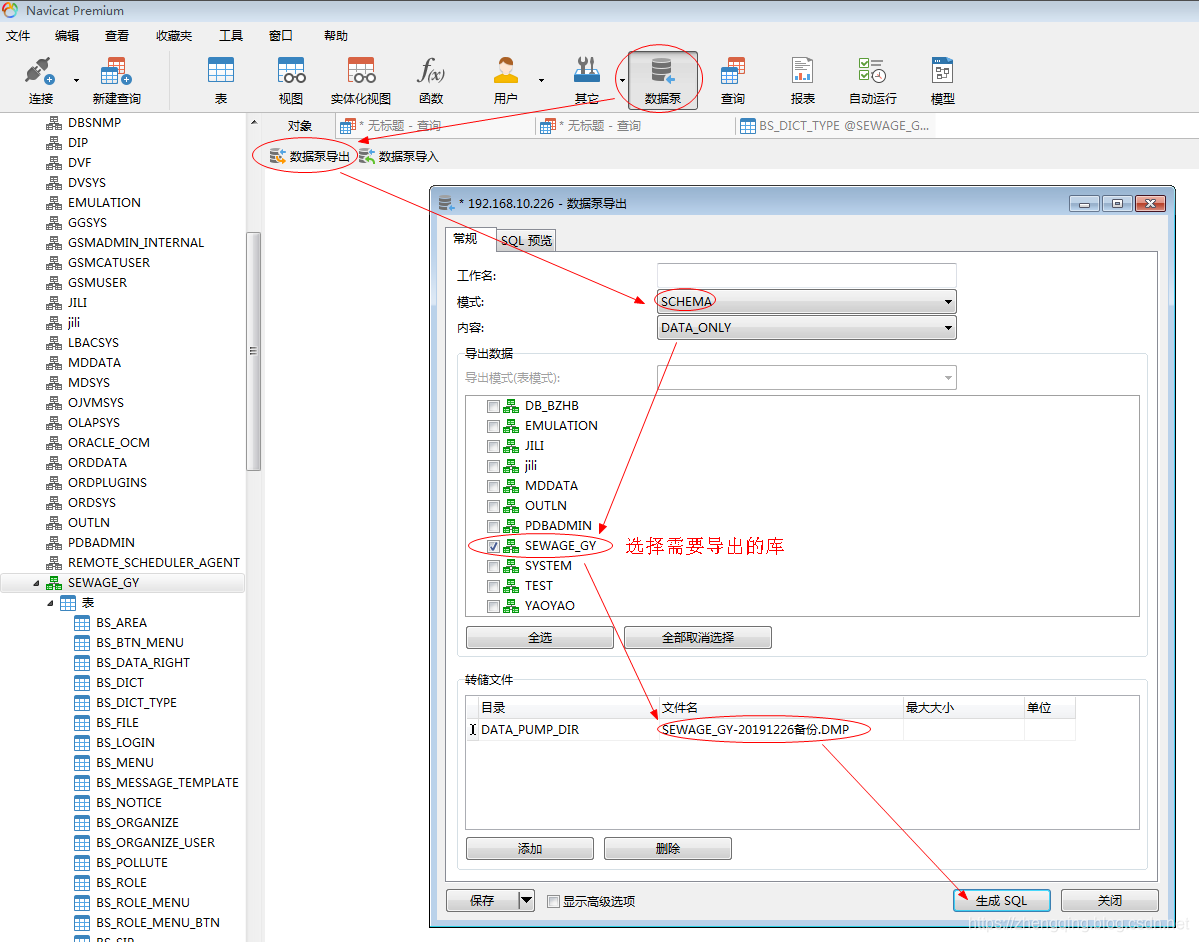 Navicat Premium
文件 编辑 查看 收藏夹 工具 窗口 帮助
连接 新建查询 表 视图 实体化视图 函数 用户 其它 数据泵 查询 报表 自动运行 模型
f(x)
对象 * 无标题 - 查询 * 无标题 - 查询 BS_DICT_TYPE @SEWAGE_G...
数据泵导出 数据泵导入
DBSNMP
DIP
DVF
DVSYS
EMULATION
GGSYS
GSMADMIN_INTERNAL
GSMCATUSER
GSMUSER
JILI
jili
LBACSYS
MDDATA
MDSYS
OJVMSYS
OLAPSYS
ORACLE_OCM
ORDDATA
ORDPLUGINS
ORDSYS
OUTLN
PDBADMIN
REMOTE_SCHEDULER_AGENT
SEWAGE_GY
表
BS_AREA
BS_BTN_MENU
BS_DATA_RIGHT
BS_DICT
BS_DICT_TYPE
BS_FILE
BS_LOGIN
BS_MENU
BS_MESSAGE_TEMPLATE
BS_NOTICE
BS_ORGANIZE
BS_ORGANIZE_USER
BS_POLLUTE
BS_ROLE
BS_ROLE_MENU
BS_ROLE_MENU_BTN
BS_SIP
* 192.168.10.226 - 数据泵导出
常规 SQL 预览
工作名:
模式: SCHEMA
内容: DATA_ONLY
导出数据
导出模式(表模式):
DB_BZHB
EMULATION
JILI
jili
MDDATA
OUTLN
PDBADMIN
SEWAGE_GY 选择需要导出的库
SYSTEM
TEST
YAOYAO
全选 全部取消选择
转储文件
目录 文件名 最大大小 单位
DATA_PUMP_DIR SEWAGE_GY-20191226备份.DMP
添加 删除
保存 显示高级选项 生成 SQL 关闭
https://zhengqing.blog.csdn.net